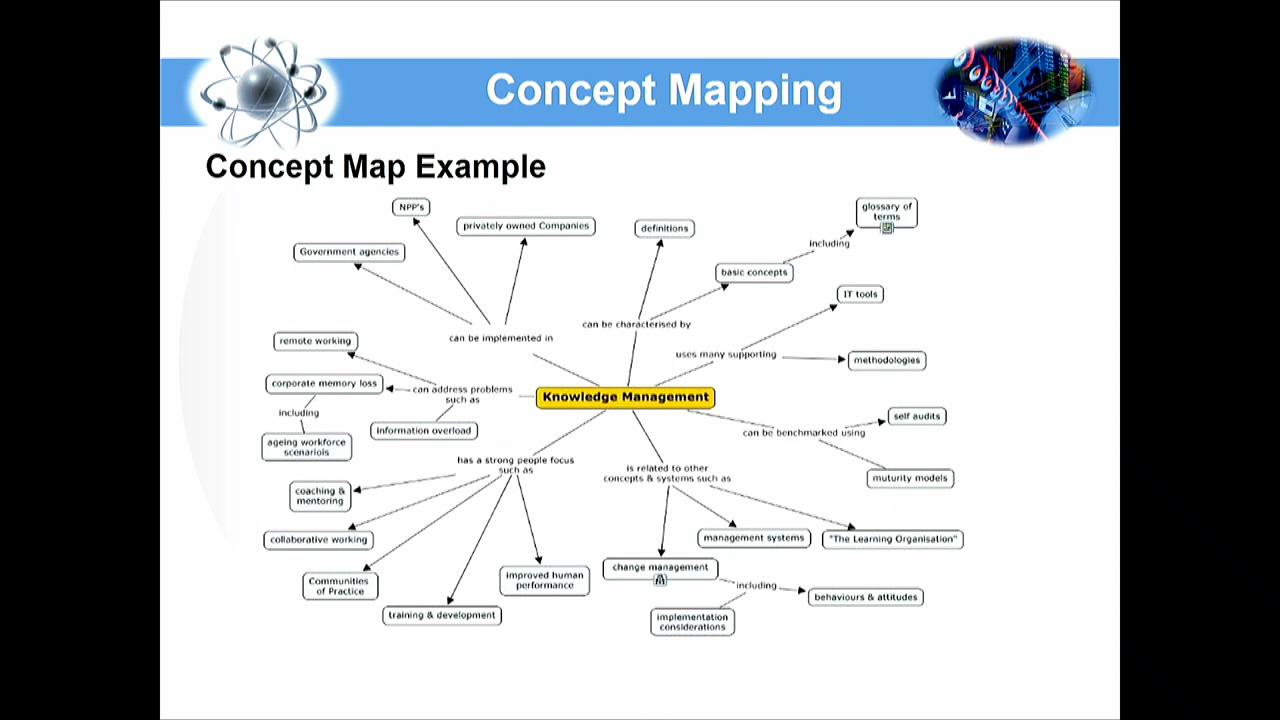 Concept Mapping
Concept Map Example
NPP's
privately owned Companies
Government agencies
can be implemented in
definitions
glossary of
terms
including
basic concepts
can be characterised by
IT tools
uses many supporting
methodologies
remote working
corporate memory loss
can address problems
such as
including
information overload
ageing workforce
scenariols
Knowledge Management
self audits
can be benchmarked using
muturity models
has a strong people focus
such as
coaching &
mentoring
collaborative working
Communities
of Practice
training & development
improved human
performance
is related to other
concepts & systems such as
management systems
"The Learning Organisation"
change management
including
behaviours & attitudes
implementation
considerations